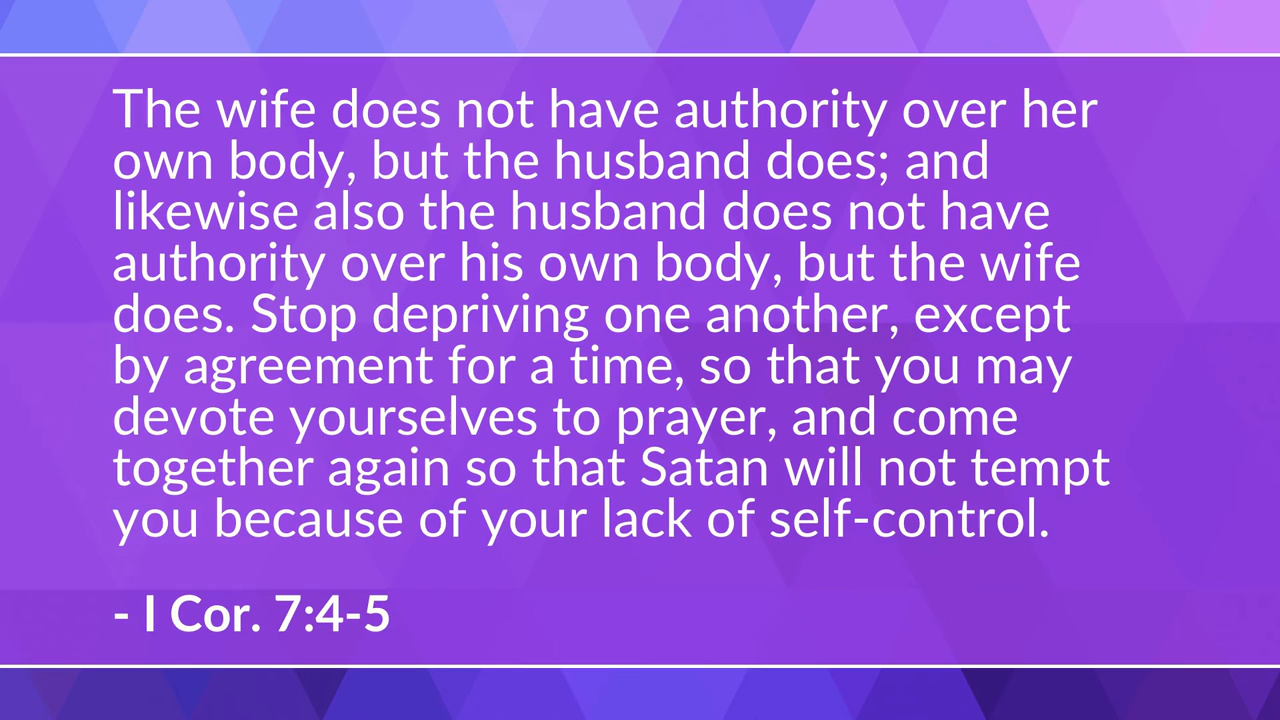 The wife does not have authority over her
own body, but the husband does; and
likewise also the husband does not have
authority over his own body, but the wife
does. Stop depriving one another, except
by agreement for a time, so that you may
devote yourselves to prayer, and come
together again so that Satan will not tempt
you because of your lack of self-control.
- I Cor. 7:4-5